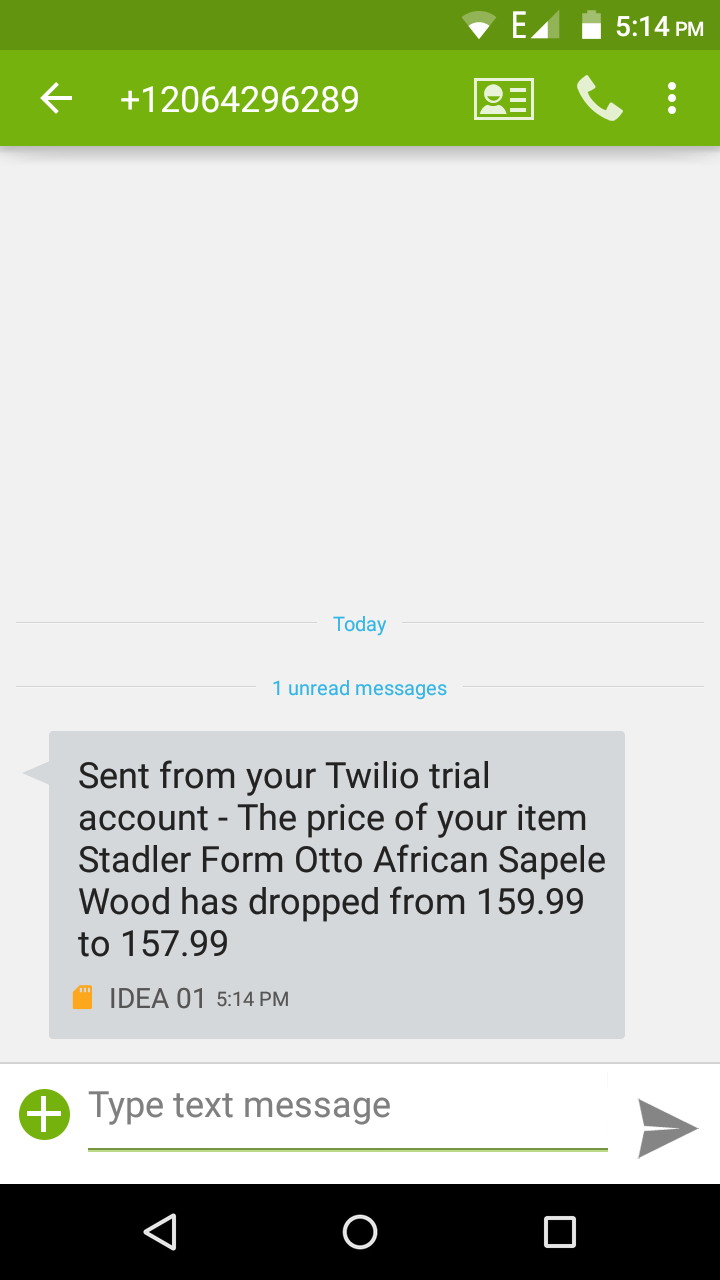 E 5:14 PM
+12064296289
Today
1 unread messages
Sent from your Twilio trial
account - The price of your item
Stadler Form Otto African Sapele
Wood has dropped from 159.99
to 157.99
IDEA 01 5:14 PM
Type text message